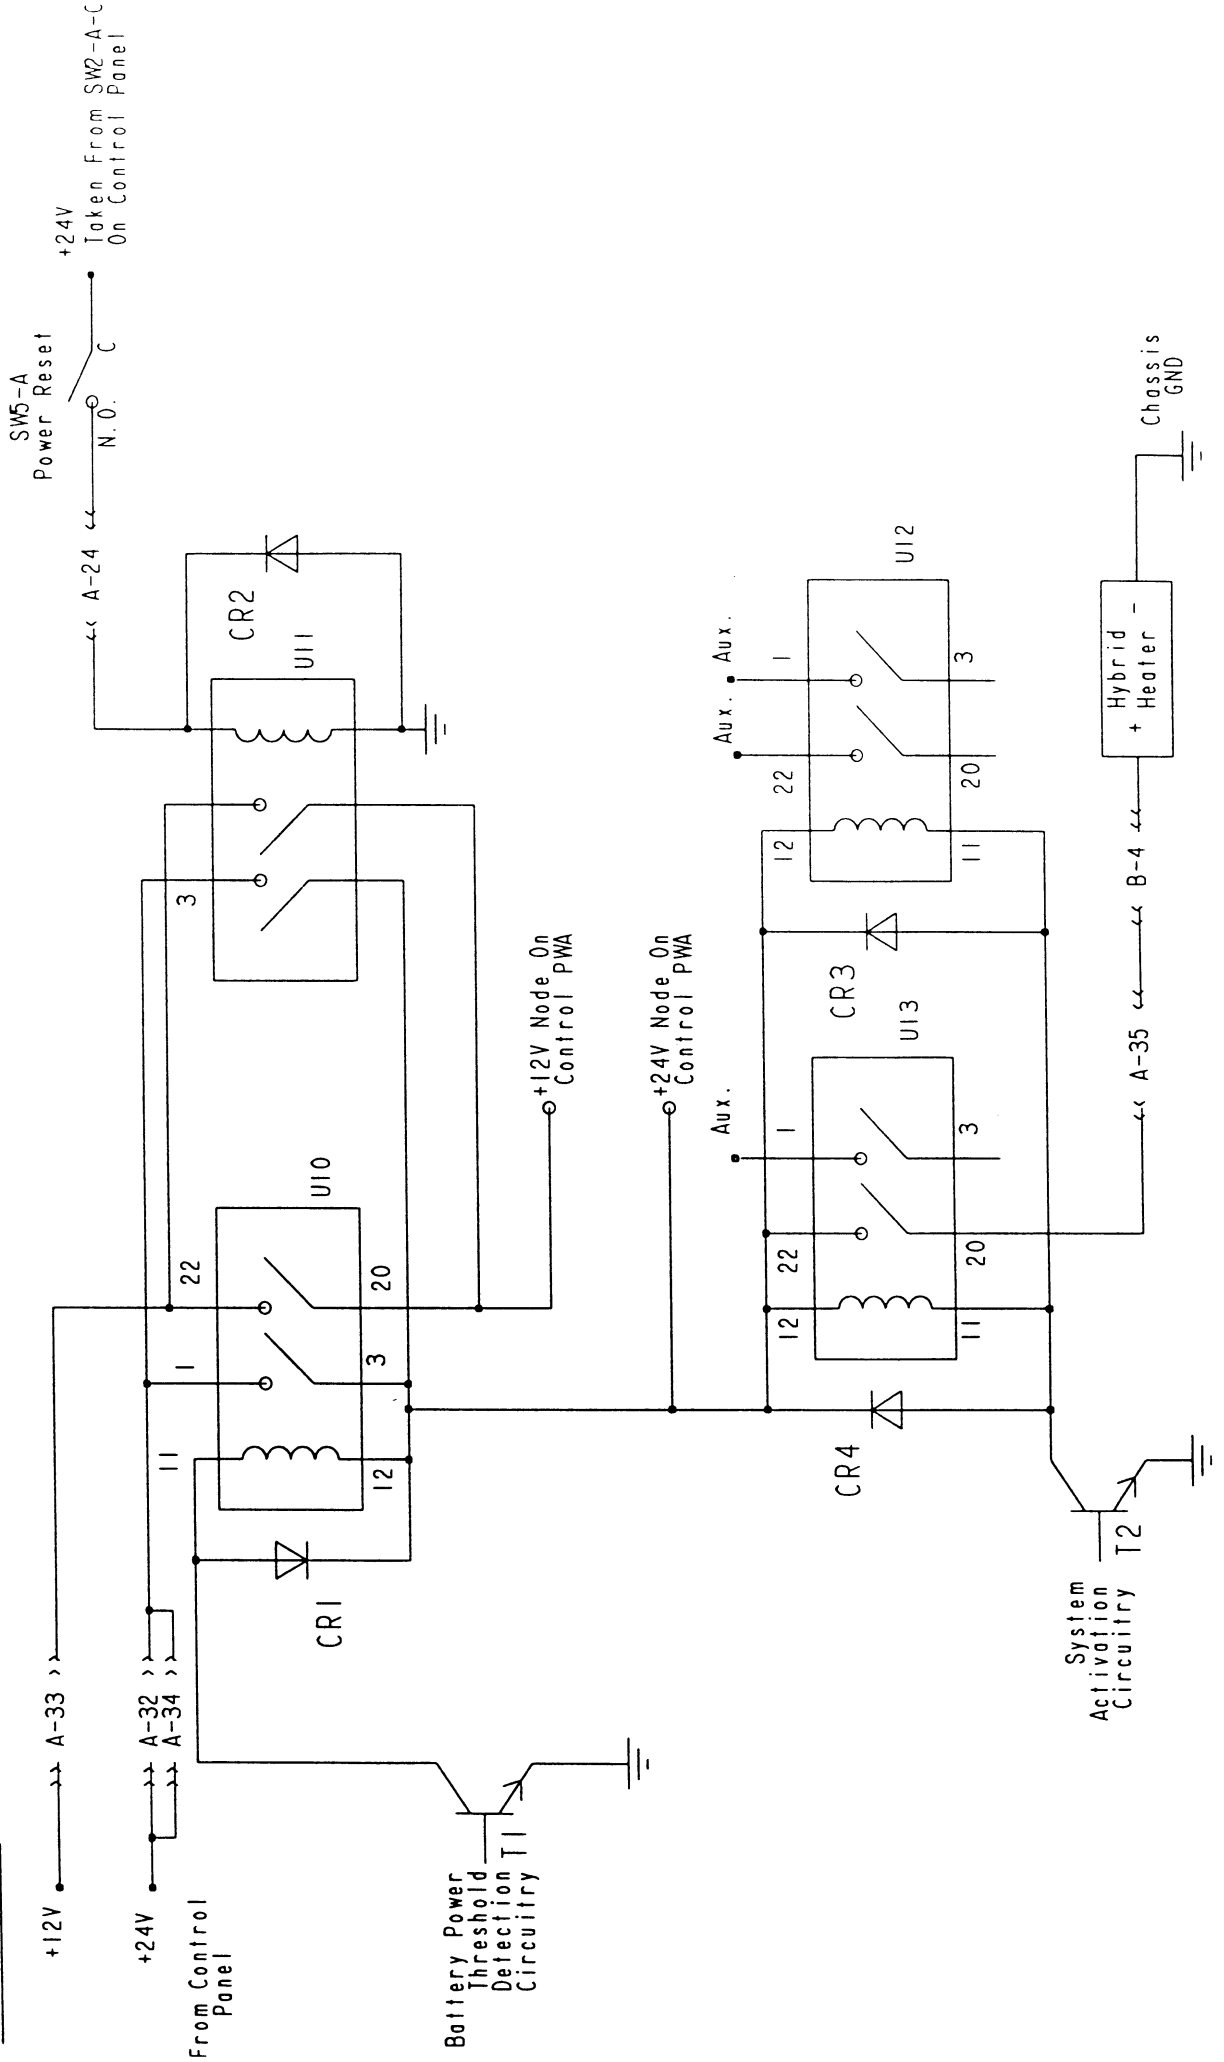 SW5-A
Power Reset
+24V
Taken From SW2-A-C
On Control Panel
N.O.
C
<< A-24 <<
CR2
U11
3
+12V
>> A-33 >>
+24V
>> A-32 >>
>> A-34 >>
From Control
Panel
11
1
22
U10
12
3
20
CR1
+12V Node On
Control PWA
+24V Node On
Control PWA
Battery Power
Threshold
Detection
Circuitry
T1
Aux.
Aux.
Aux.
12
22
1
U13
11
20
3
CR3
CR4
12
22
1
U12
11
20
3
<< A-35 <<
<< B-4 <<
+ Hybrid -
Heater
Chassis
GND
System
Activation
Circuitry
T2